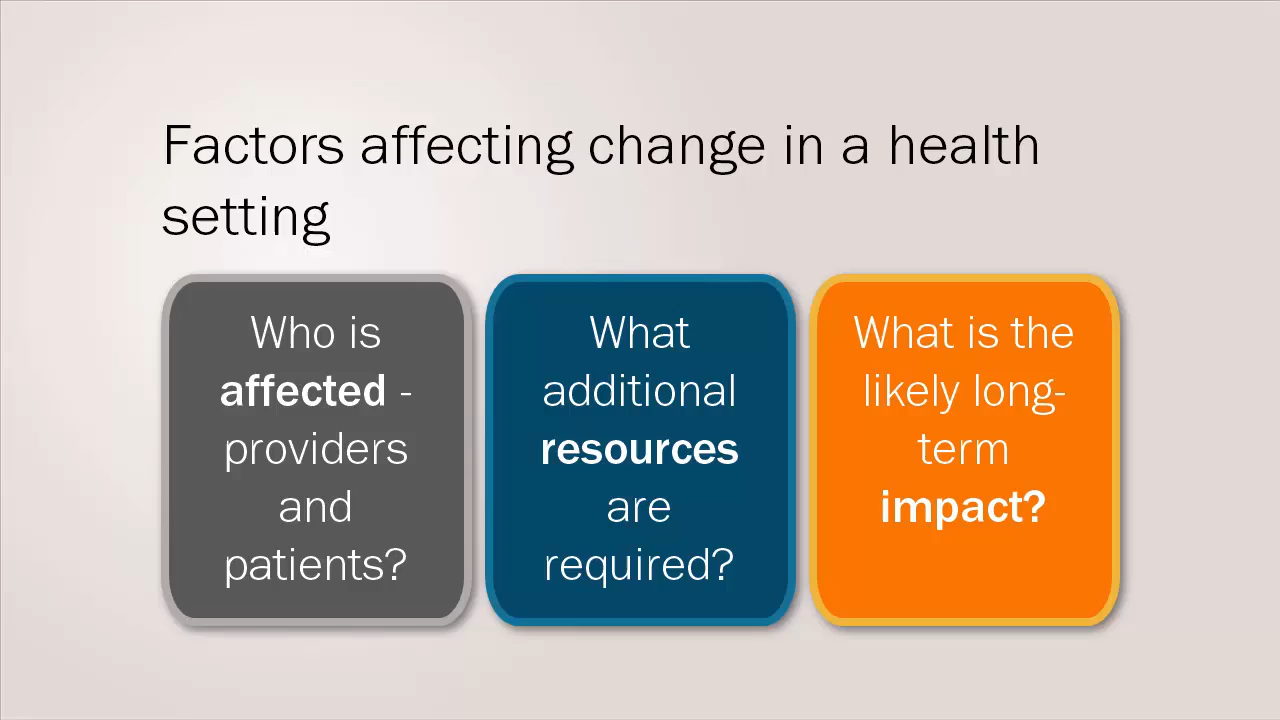 Factors affecting change in a health
setting
Who is
affected -
providers
and
patients?
What
additional
resources
are
required?
What is the
likely long-
term
impact?